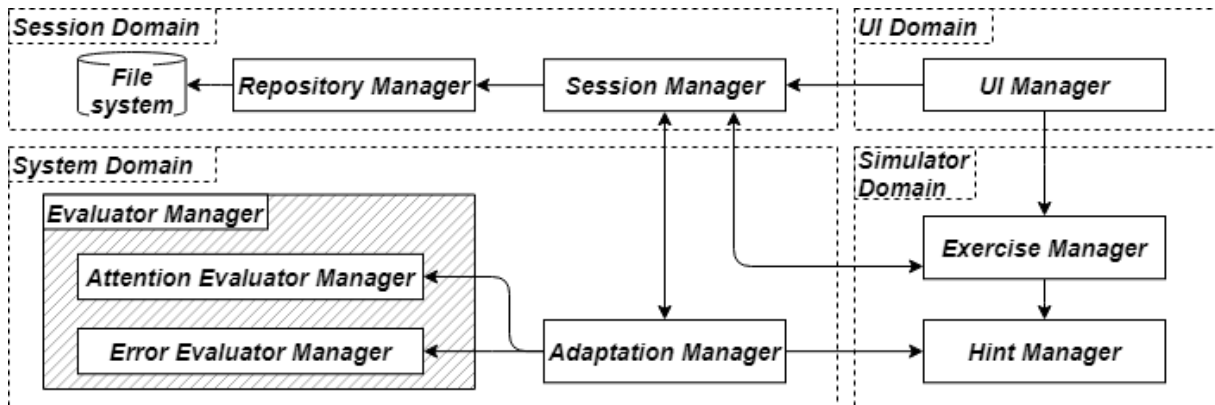 Session Domain
UI Domain
File
system
Repository Manager
Session Manager
UI Manager
System Domain
Simulator
Domain
Evaluator Manager
Exercise Manager
Attention Evaluator Manager
Error Evaluator Manager
Adaptation Manager
Hint Manager